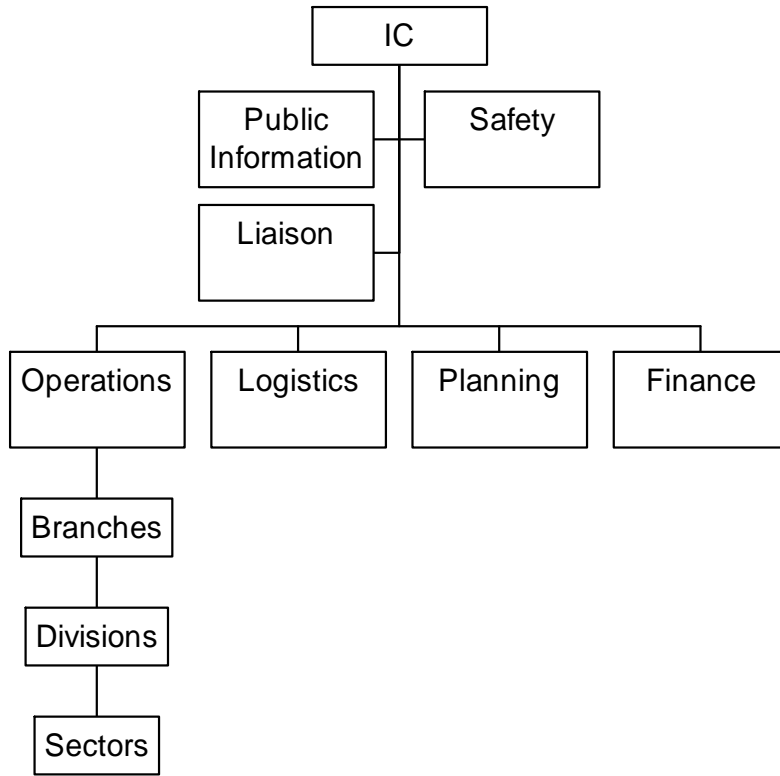 IC
Public
Information
Safety
Liaison
Operations
Logistics
Planning
Finance
Branches
Divisions
Sectors